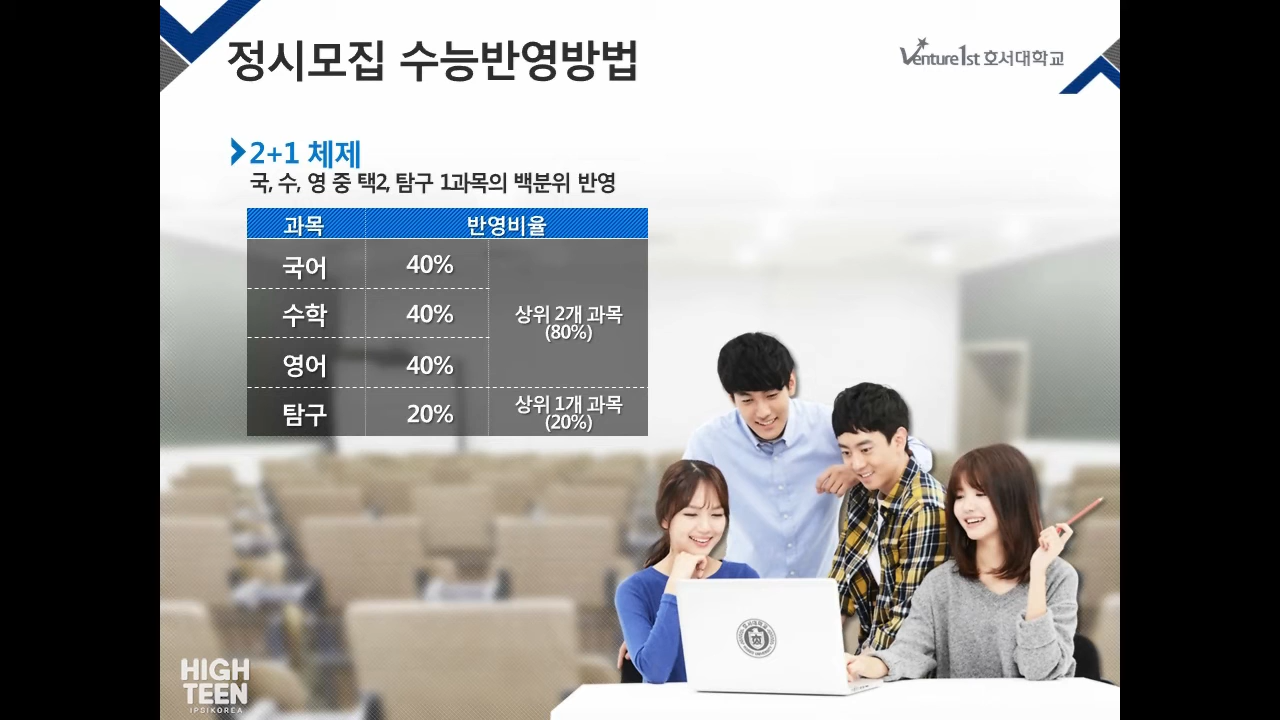 정시모집 수능반영방법
Venture 1st 호서대학교
2+1 체제
국, 수, 영 중 택2, 탐구 1과목의 백분위 반영
과목 반영비율
국어 40%
수학 40%
상위 2개 과목
(80%)
영어 40%
탐구 20%
상위 1개 과목
(20%)
HIGH
TEEN
IPSIKOREA